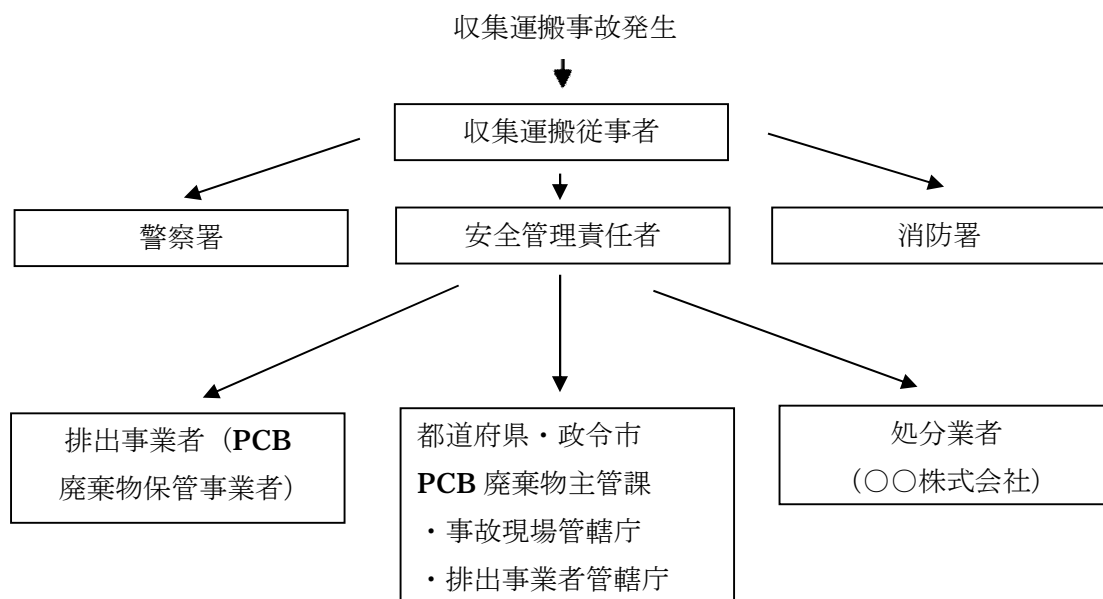 収集運搬事故発生
収集運搬従事者
警察署
安全管理責任者
消防署
排出事業者（PCB
廃棄物保管事業者）
都道府県・政令市
PCB 廃棄物主管課
・事故現場管轄庁
・排出事業者管轄庁
処分業者
（○○株式会社）